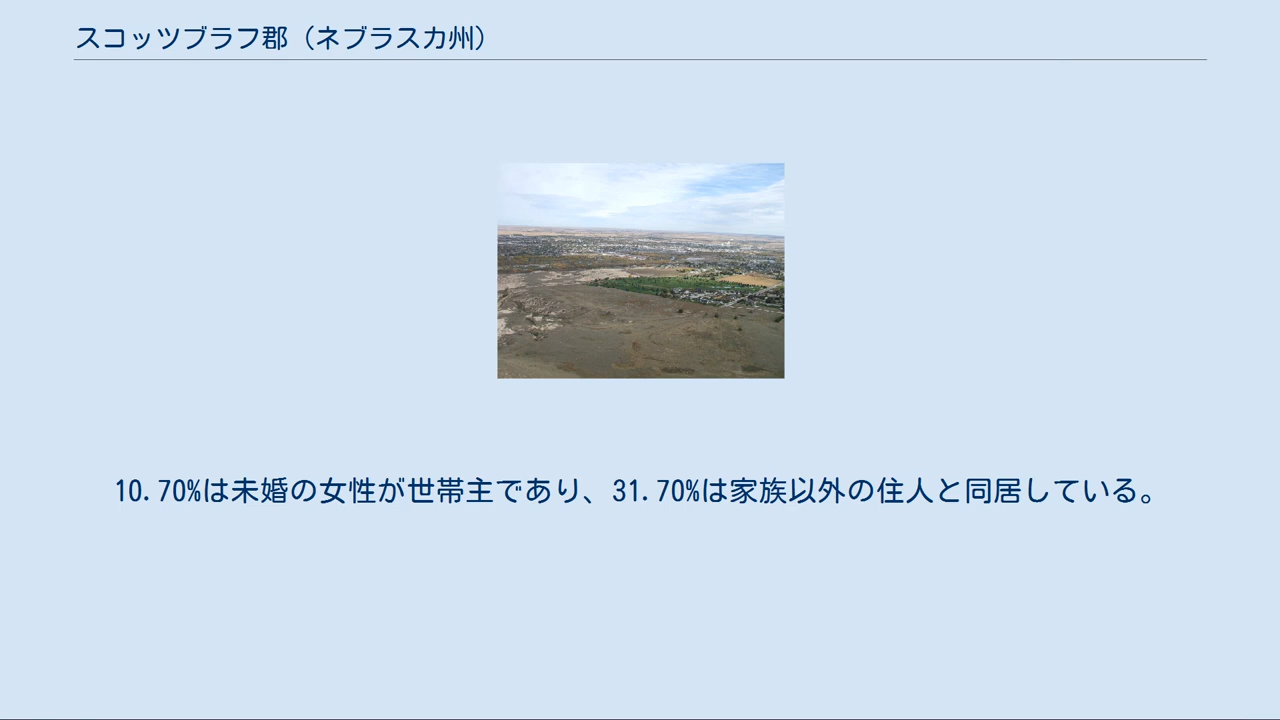 スコッツブラフ郡（ネブラスカ州）
10.70%は未婚の女性が世帯主であり、31.70%は家族以外の住人と同居している。